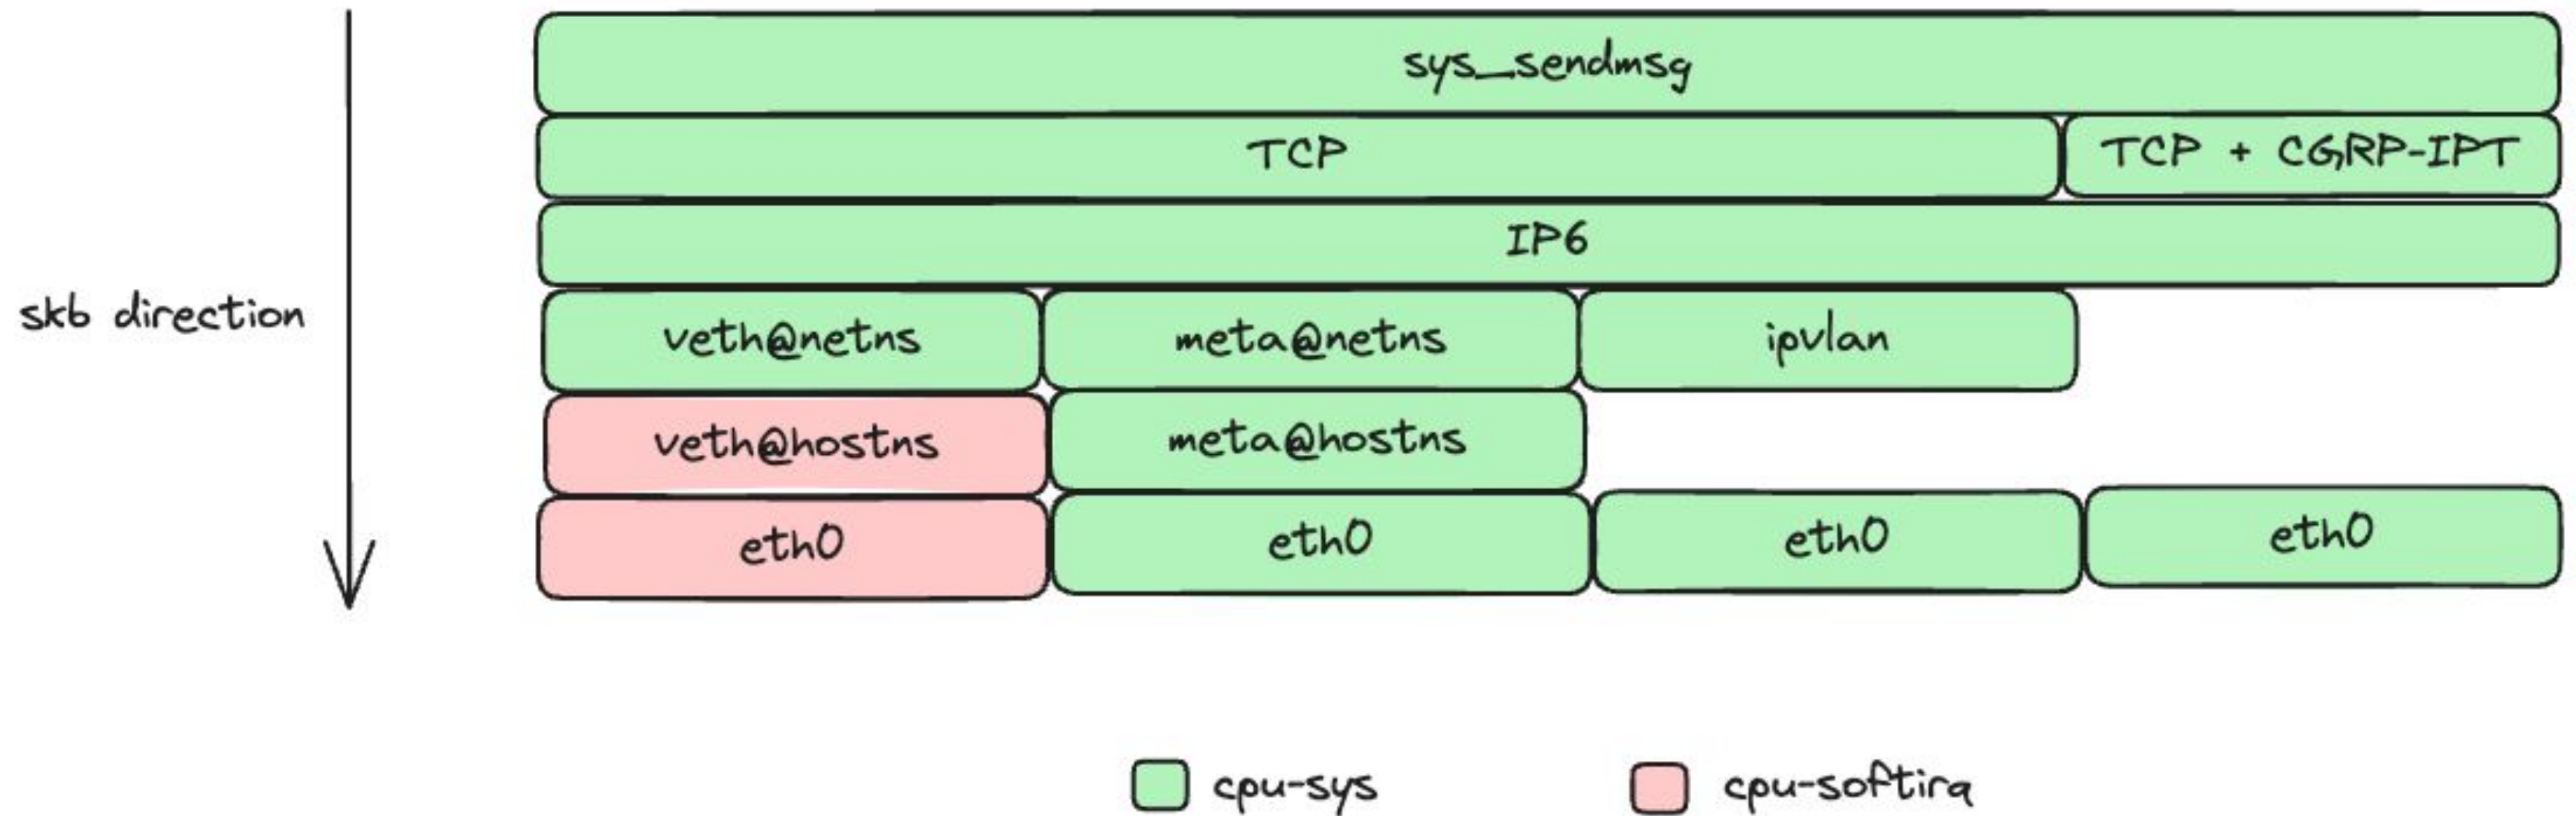 sys_sendmsg
TCP
TCP + CGRP-IPT
IP6
skb direction
veth@netns
meta@netns
ipvlan
veth@hostns
meta@hostns
eth0
eth0
eth0
eth0
cpu-sys
cpu-softirq